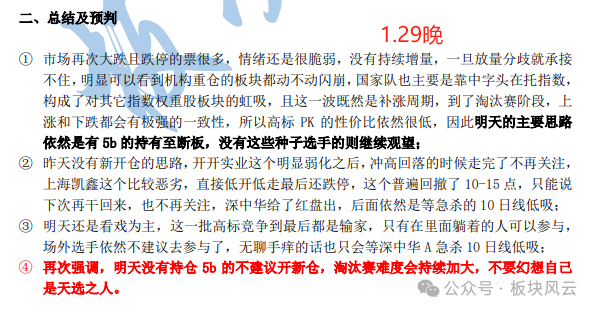 二、总结及预判
1.29晚
① 市场再次大跌且跌停的票很多，情绪还是很脆弱，没有持续增量，一旦放量分歧就承接
不住，明显可以看到机构重仓的板块都动不动闪崩，国家队也主要是靠中字头在托指数，
构成了对其它指数权重股板块的虹吸，且这一波既然是补涨周期，到了淘汰赛阶段，上
涨和下跌都会有极强的一致性，所以高标 PK 的性价比依然很低，因此明天的主要思路
依然是有 5b 的持有至断板，没有这些种子选手的则继续观望；
② 昨天没有新开仓的思路，开开实业这个明显弱化之后，冲高回落的时候走完了不再关注，
上海凯鑫这个比较恶劣，直接低开低走最后还跌停，这个普遍回撤了 10-15 点，只能说
下次再干回来，也不再关注，深中华给了红盘出，后面依然是等急杀的 10 日线低吸；
③ 明天还是看戏为主，这一批高标竞争到最后都是输家，只有在里面躺着的人可以参与，
场外选手依然不建议去参与了，无聊手痒的话也只会等深中华 A 急杀 10 日线低吸；
④ 再次强调，明天没有持仓 5b 的不建议开新仓，淘汰赛难度会持续加大，不要幻想自己
是天选之人。
公众号·板块风云